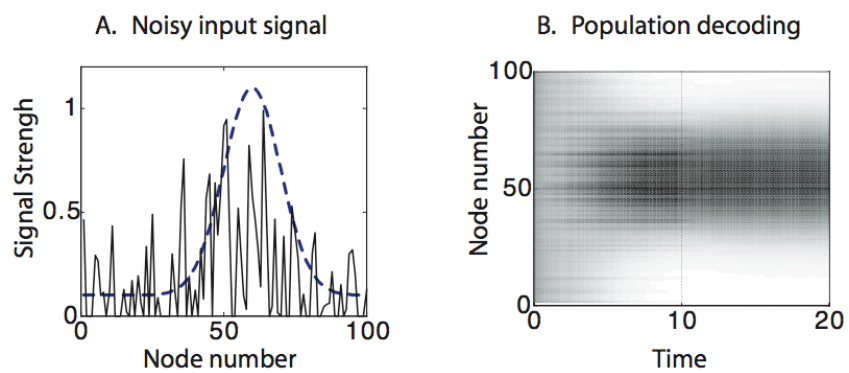 A. Noisy input signal
Signal Strengh
1
0.5
0
0
50
100
Node number
B. Population decoding
Node number
100
50
0
0
10
20
Time